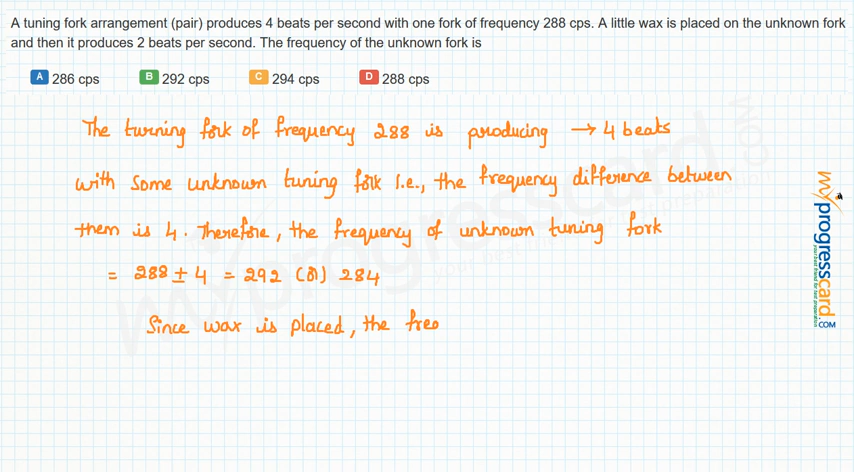 A tuning fork arrangement (pair) produces 4 beats per second with one fork of frequency 288 cps. A little wax is placed on the unknown fork
and then it produces 2 beats per second. The frequency of the unknown fork is
A 286 cps B 292 cps C 294 cps D 288 cps
The turning fork of frequency 288 is producing → 4 beats
with some unknown tuning fork i.e., the frequency difference between
them is 4. Therefore, the frequency of unknown tuning fork
= 288 ± 4 = 292 (or) 284
Since wax is placed, the freq
myprogresscard.COM